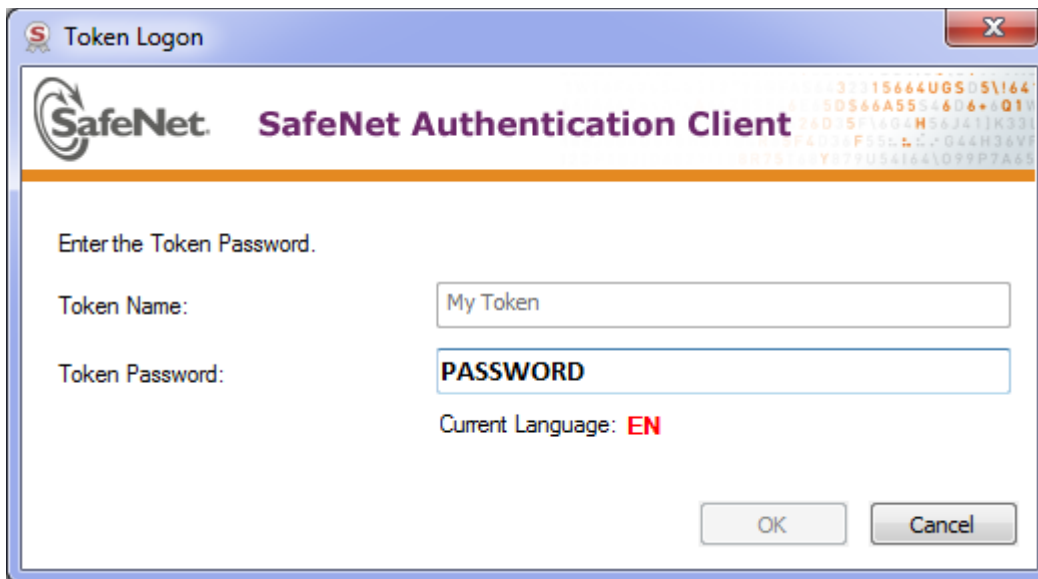 Token Logon
SafeNet. SafeNet Authentication Client
Enter the Token Password.
Token Name: My Token
Token Password: PASSWORD
Current Language: EN
OK Cancel